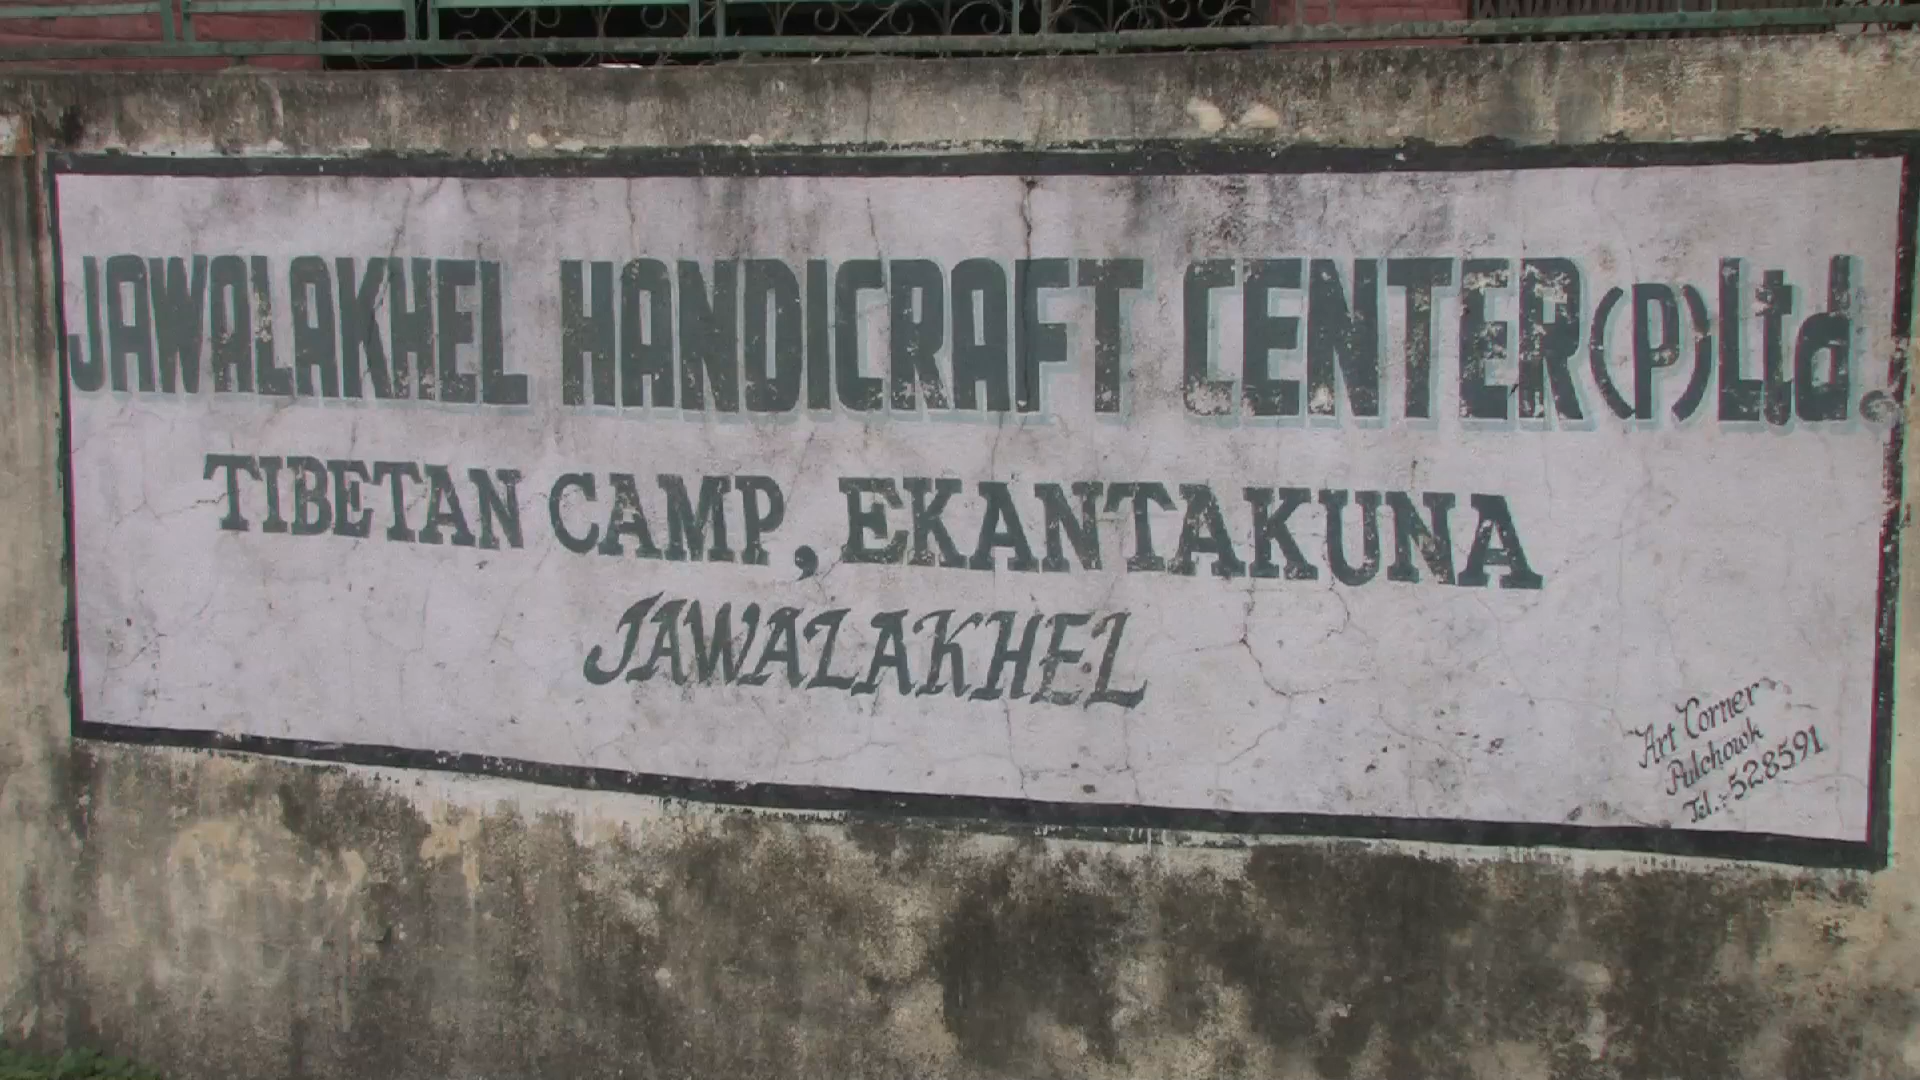 JAWALAKHEL HANDICRAFT CENTER (P) Ltd.
TIBETAN CAMP, EKANTAKUNA
JAWALAKHEL
Art Corner
Pulchowk
Tel.:-528591